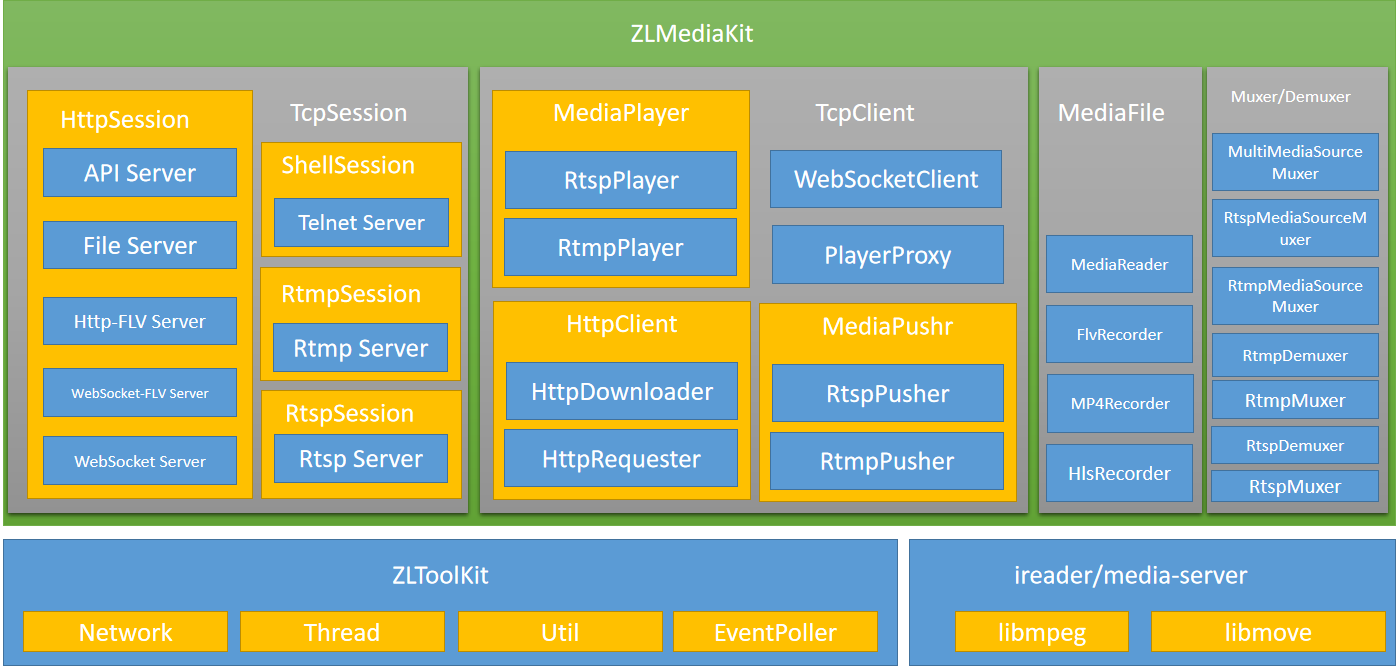 ZLMediaKit
HttpSession
API Server
File Server
Http-FLV Server
WebSocket-FLV Server
WebSocket Server
TcpSession
ShellSession
Telnet Server
RtmpSession
Rtmp Server
RtspSession
Rtsp Server
MediaPlayer
RtspPlayer
RtmpPlayer
HttpClient
HttpDownloader
HttpRequester
TcpClient
WebSocketClient
PlayerProxy
MediaPushr
RtspPusher
RtmpPusher
MediaFile
MediaReader
FlvRecorder
MP4Recorder
HlsRecorder
Muxer/Demuxer
MultiMediaSource
Muxer
RtspMediaSourceM
uxer
RtmpMediaSource
Muxer
RtmpDemuxer
RtmpMuxer
RtspDemuxer
RtspMuxer
ZLToolKit
Network
Thread
Util
EventPoller
ireader/media-server
libmpeg
libmove